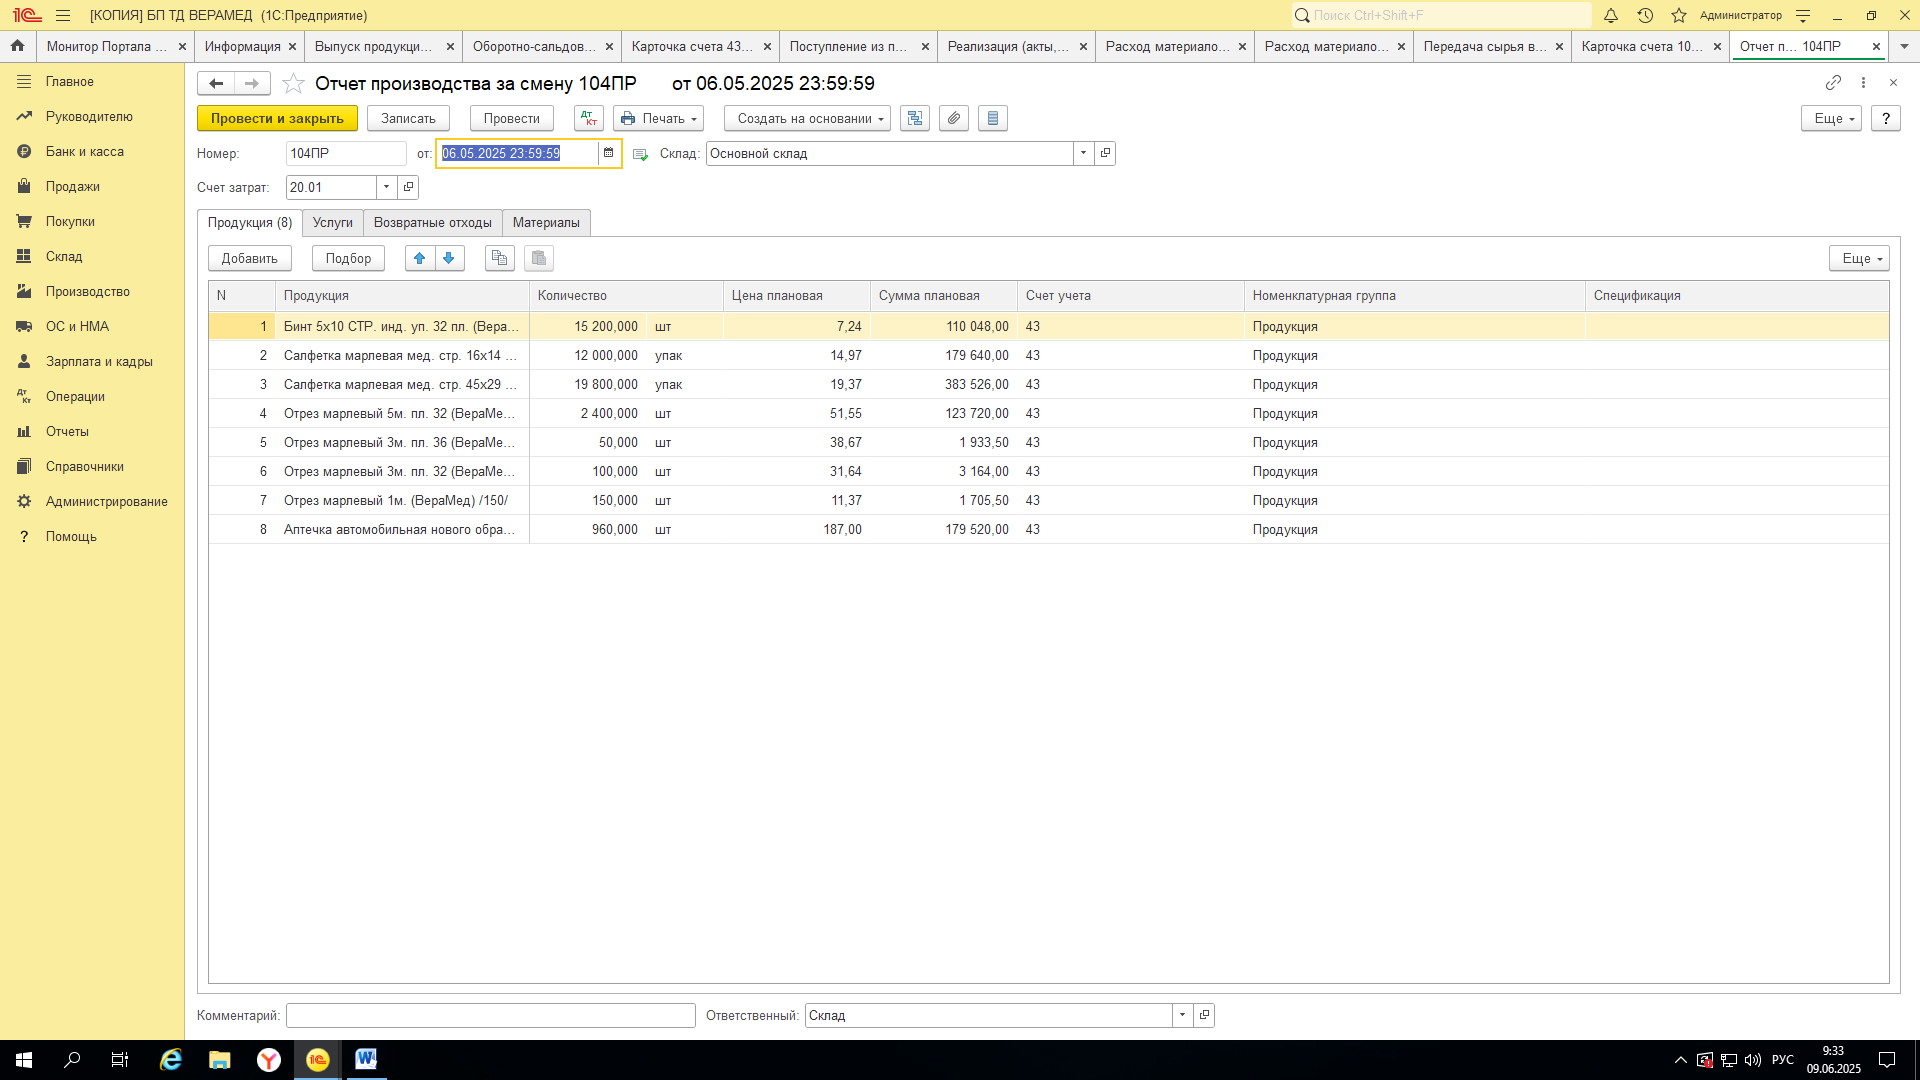 [КОПИЯ] БП ТД ВЕРАМЕД (1С:Предприятие)
Поиск Ctrl+Shift+F
Администратор
Монитор Портала ...
Информация
Выпуск продукци...
Оборотно-сальдов...
Карточка счета 43...
Поступление из п...
Реализация (акты,...
Расход материало...
Расход материало...
Передача сырья в...
Карточка счета 10...
Отчет п... 104ПР
Главное
Руководителю
Банк и касса
Продажи
Покупки
Склад
Производство
ОС и НМА
Зарплата и кадры
Операции
Отчеты
Справочники
Администрирование
? Помощь
Отчет производства за смену 104ПР от 06.05.2025 23:59:59
Провести и закрыть
Записать
Провести
Дт Кт
Печать
Создать на основании
Еще
?
Номер: 104ПР от: 06.05.2025 23:59:59 Склад: Основной склад
Счет затрат: 20.01
Продукция (8) Услуги Возвратные отходы Материалы
Добавить Подбор Еще
N Продукция Количество Цена плановая Сумма плановая Счет учета Номенклатурная группа Спецификация
1 Бинт 5х10 СТР. инд. уп. 32 пл. (Вера... 15 200,000 шт 7,24 110 048,00 43 Продукция
2 Салфетка марлевая мед. стр. 16х14 ... 12 000,000 упак 14,97 179 640,00 43 Продукция
3 Салфетка марлевая мед. стр. 45х29 ... 19 800,000 упак 19,37 383 526,00 43 Продукция
4 Отрез марлевый 5м. пл. 32 (ВераМе... 2 400,000 шт 51,55 123 720,00 43 Продукция
5 Отрез марлевый 3м. пл. 36 (ВераМе... 50,000 шт 38,67 1 933,50 43 Продукция
6 Отрез марлевый 3м. пл. 32 (ВераМе... 100,000 шт 31,64 3 164,00 43 Продукция
7 Отрез марлевый 1м. (ВераМед) /150/ 150,000 шт 11,37 1 705,50 43 Продукция
8 Аптечка автомобильная нового обра... 960,000 шт 187,00 179 520,00 43 Продукция
Комментарий: Ответственный: Склад
РУС
9:33
09.06.2025